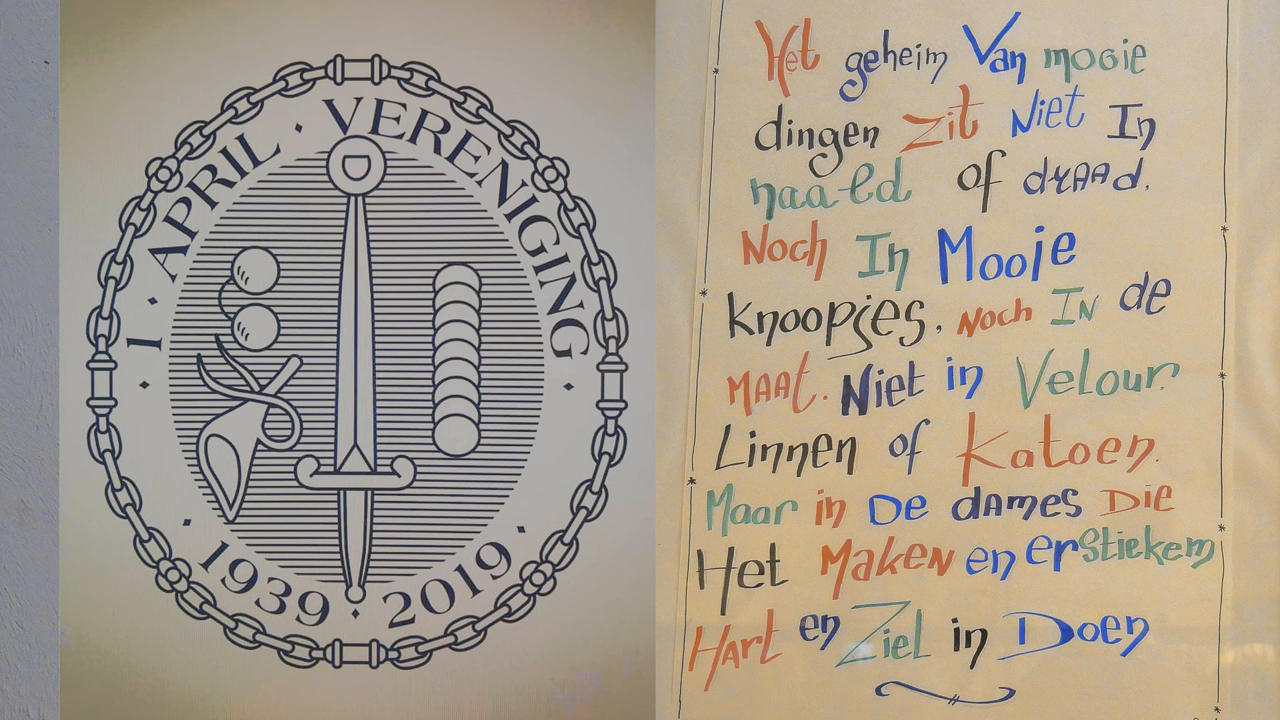 1 · APRIL · VERENIGING
1939 · 2019
Het geheim Van mooie
dingen Zit Niet In
naald of drAAd.
Noch In Mooie
Knoopjes, Noch IN de
MAAt. Niet in Velour.
Linnen of Katoen.
Maar in De dAmes Die
Het Maken en er Stiekem
HArt en Ziel in Doen